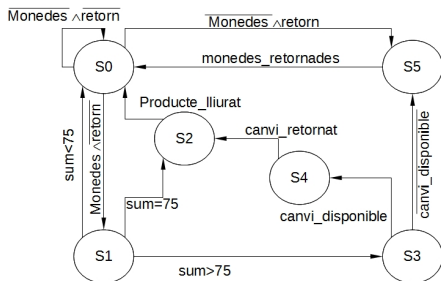 Monedes ∧ retorn
Monedes ∧ retorn
S0
S5
monedes_retornades
Producte_lliurat
S2
canvi_retornat
sum<75
Monedes ∧ retorn
S4
canvi_disponible
sum=75
canvi_disponible
S1
S3
sum>75